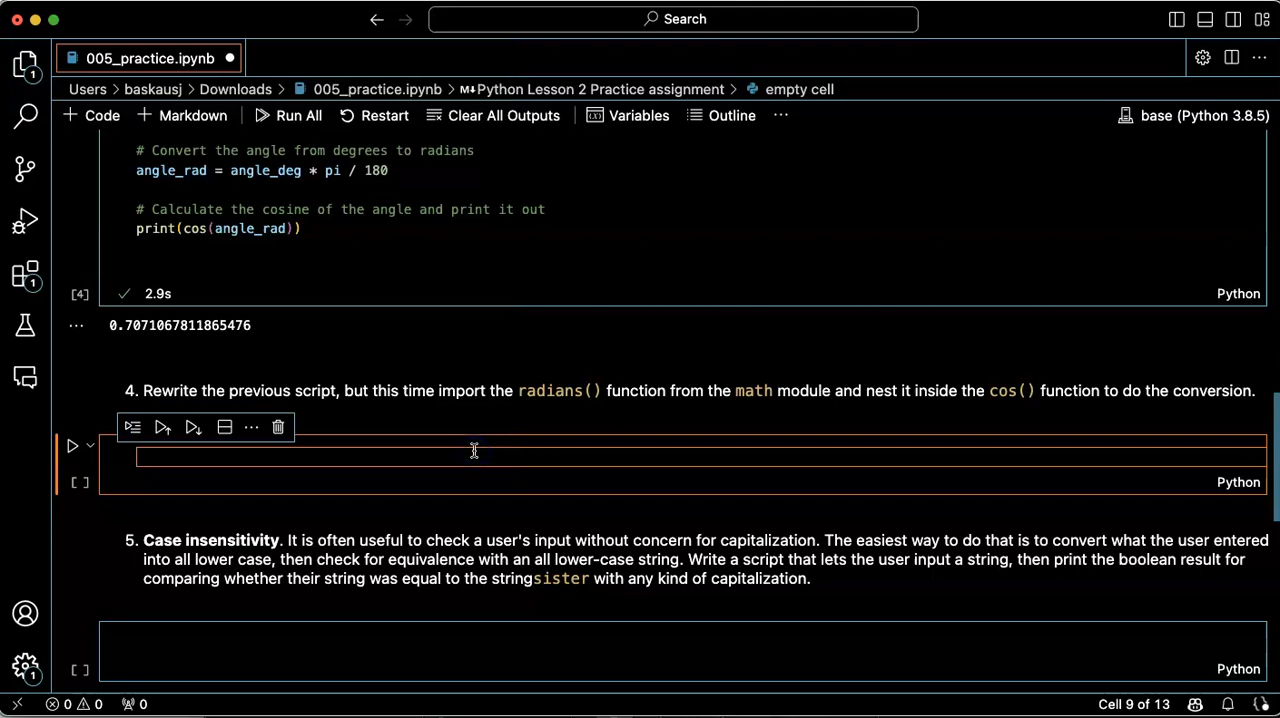 Search
005_practice.ipynb
Users > baskausj > Downloads > 005_practice.ipynb > M↓Python Lesson 2 Practice assignment > empty cell
+ Code + Markdown | Run All Restart Clear All Outputs | Variables Outline ... base (Python 3.8.5)
# Convert the angle from degrees to radians
angle_rad = angle_deg * pi / 180
# Calculate the cosine of the angle and print it out
print(cos(angle_rad))
[4] ✓ 2.9s Python
... 0.7071067811865476
4. Rewrite the previous script, but this time import the radians() function from the math module and nest it inside the cos() function to do the conversion.
[ ] Python
5. Case insensitivity. It is often useful to check a user's input without concern for capitalization. The easiest way to do that is to convert what the user entered
into all lower case, then check for equivalence with an all lower-case string. Write a script that lets the user input a string, then print the boolean result for
comparing whether their string was equal to the stringsister with any kind of capitalization.
[ ] Python
1
1
1
0 0 0 Cell 9 of 13